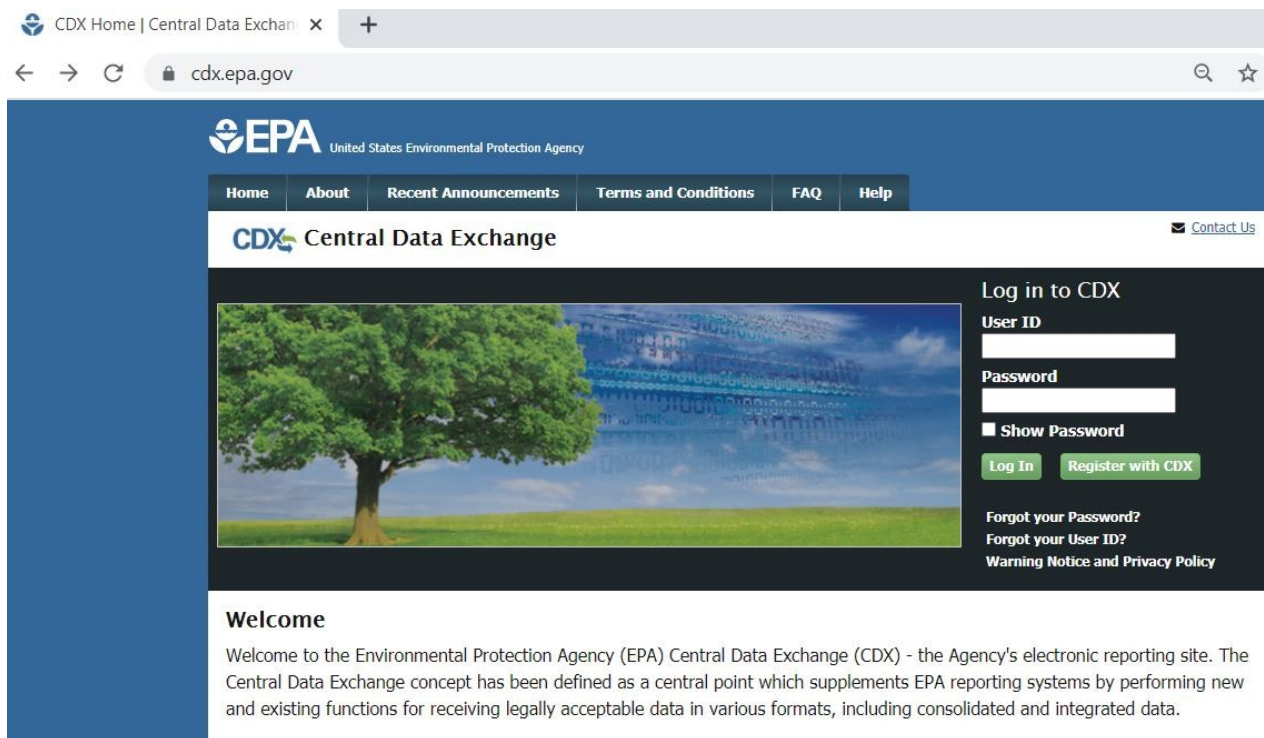 CDX Home | Central Data Exchan
cdx.epa.gov
EPA United States Environmental Protection Agency
Home About Recent Announcements Terms and Conditions FAQ Help
CDX Central Data Exchange
Contact Us
Log in to CDX
User ID
Password
Show Password
Log In Register with CDX
Forgot your Password?
Forgot your User ID?
Warning Notice and Privacy Policy
Welcome
Welcome to the Environmental Protection Agency (EPA) Central Data Exchange (CDX) - the Agency's electronic reporting site. The
Central Data Exchange concept has been defined as a central point which supplements EPA reporting systems by performing new
and existing functions for receiving legally acceptable data in various formats, including consolidated and integrated data.